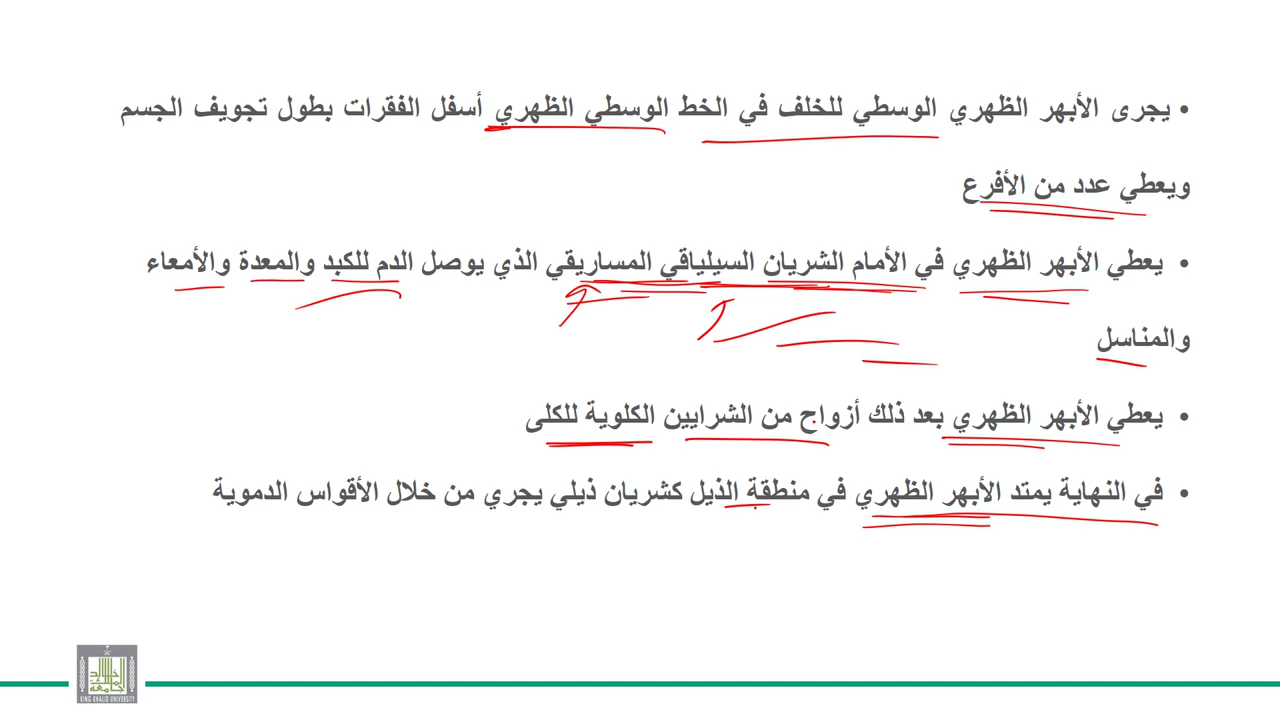 • يجرى الأبهر الظهري الوسطي للخلف في الخط الوسطي الظهري أسفل الفقرات بطول تجويف الجسم
ويعطي عدد من الأفرع
• يعطي الأبهر الظهري في الأمام الشريان السيلياقي المساريقي الذي يوصل الدم للكبد والمعدة والأمعاء
والمناسل
• يعطي الأبهر الظهري بعد ذلك أزواج من الشرايين الكلوية للكلى
• في النهاية يمتد الأبهر الظهري في منطقة الذيل كشريان ذيلي يجري من خلال الأقواس الدموية
KING KHALID UNIVERSITY